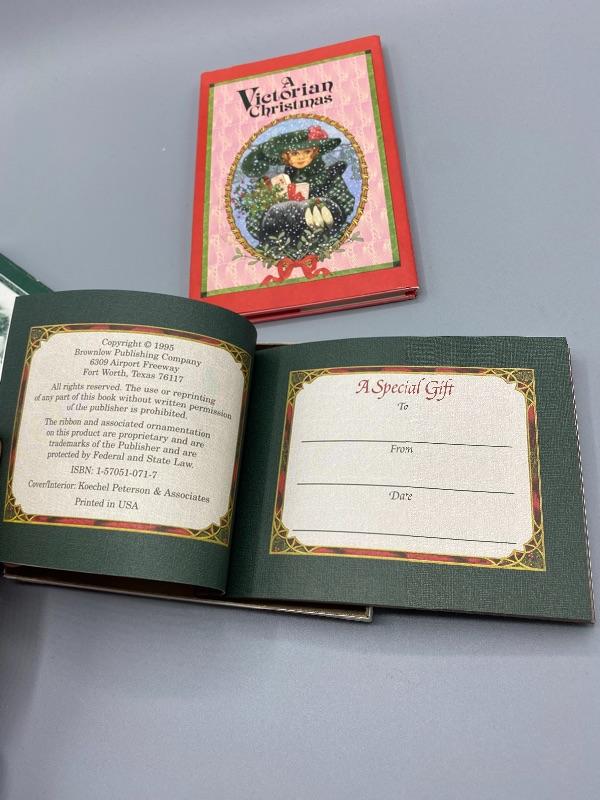 A
Victorian
Christmas
Copyright © 1995
Brownlow Publishing Company
6309 Airport Freeway
Fort Worth, Texas 76117
All rights reserved. The use or reprinting
of any part of this book without written permission
of the publisher is prohibited.
The ribbon and associated ornamentation
on this product are proprietary and are
trademarks of the Publisher and are
protected by Federal and State Law.
ISBN: 1-57051-071-7
Cover/Interior: Koechel Peterson & Associates
Printed in USA
A Special Gift
To
From
Date